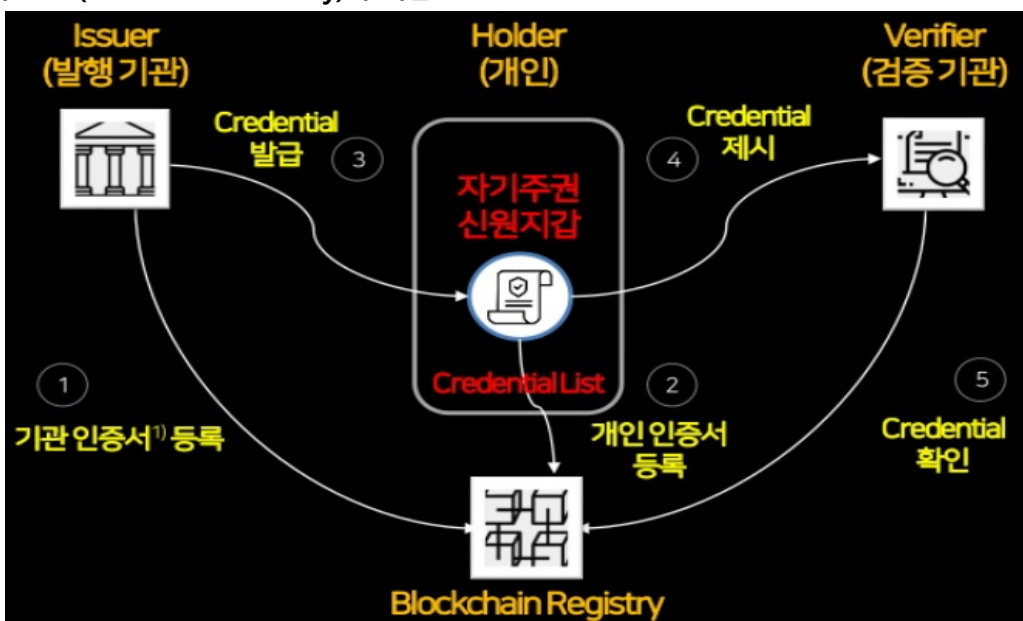 Issuer
(발행 기관)
Holder
(개인)
Verifier
(검증 기관)
Credential
발급
3
4
Credential
제시
자기주권
신원지갑
Credential List
1
기관 인증서¹⁾ 등록
2
개인 인증서
등록
5
Credential
확인
Blockchain Registry